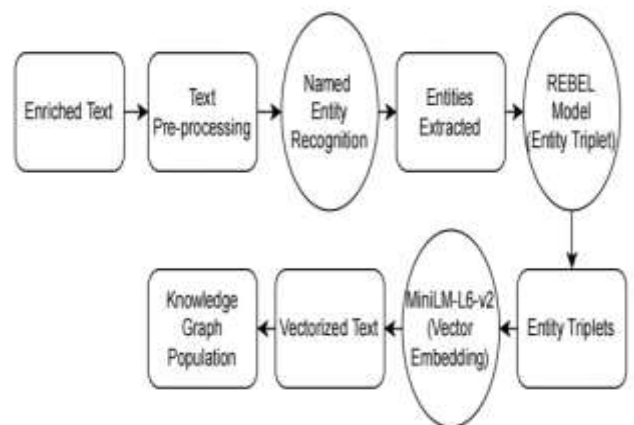 Enriched Text
Text
Pre-processing
Named
Entity
Recognition
Entities
Extracted
REBEL
Model
(Entity Triplet)
Entity Triplets
MiniLM-L6-v2
(Vector
Embedding)
Vectorized Text
Knowledge
Graph
Population